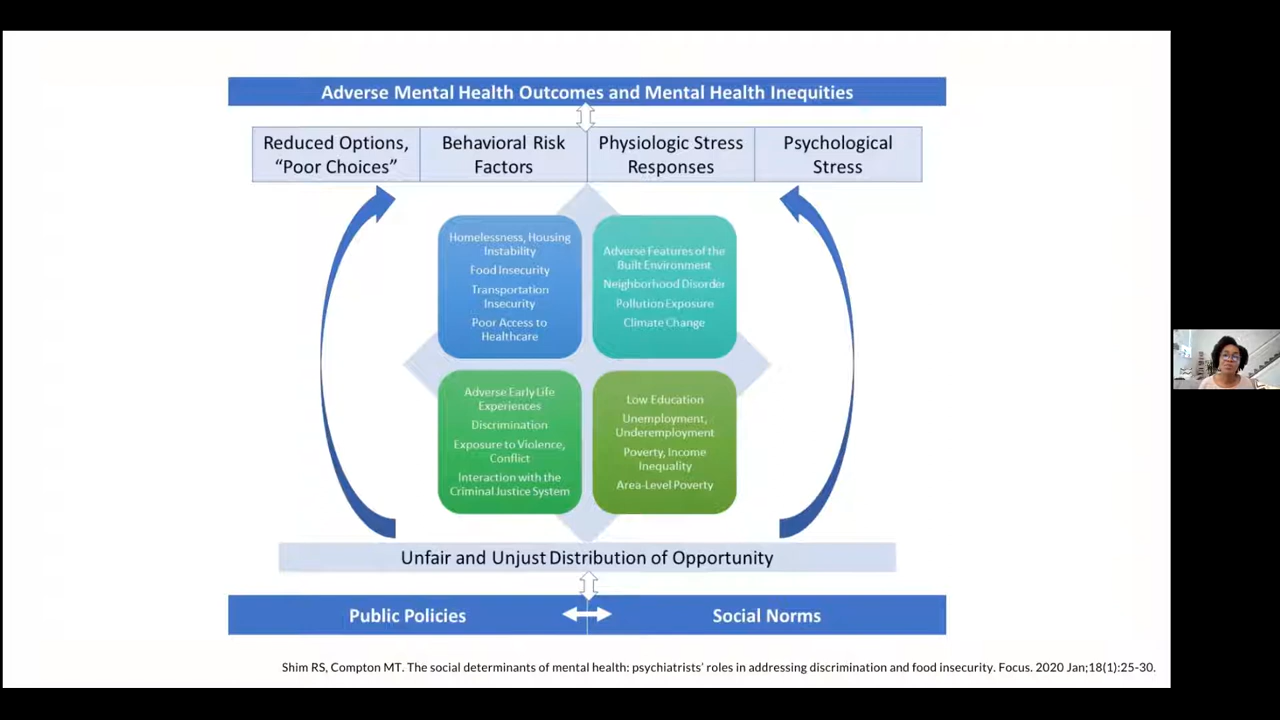 Adverse Mental Health Outcomes and Mental Health Inequities
Reduced Options,
“Poor Choices”
Behavioral Risk
Factors
Physiologic Stress
Responses
Psychological
Stress
Homelessness, Housing
Instability
Food Insecurity
Transportation
Insecurity
Poor Access to
Healthcare
Adverse Features of the
Built Environment
Neighborhood Disorder
Pollution Exposure
Climate Change
Adverse Early Life
Experiences
Discrimination
Exposure to Violence,
Conflict
Interaction with the
Criminal Justice System
Low Education
Unemployment,
Underemployment
Poverty, Income
Inequality
Area-Level Poverty
Unfair and Unjust Distribution of Opportunity
Public Policies
Social Norms
Shim RS, Compton MT. The social determinants of mental health: psychiatrists’ roles in addressing discrimination and food insecurity. Focus. 2020 Jan;18(1):25-30.